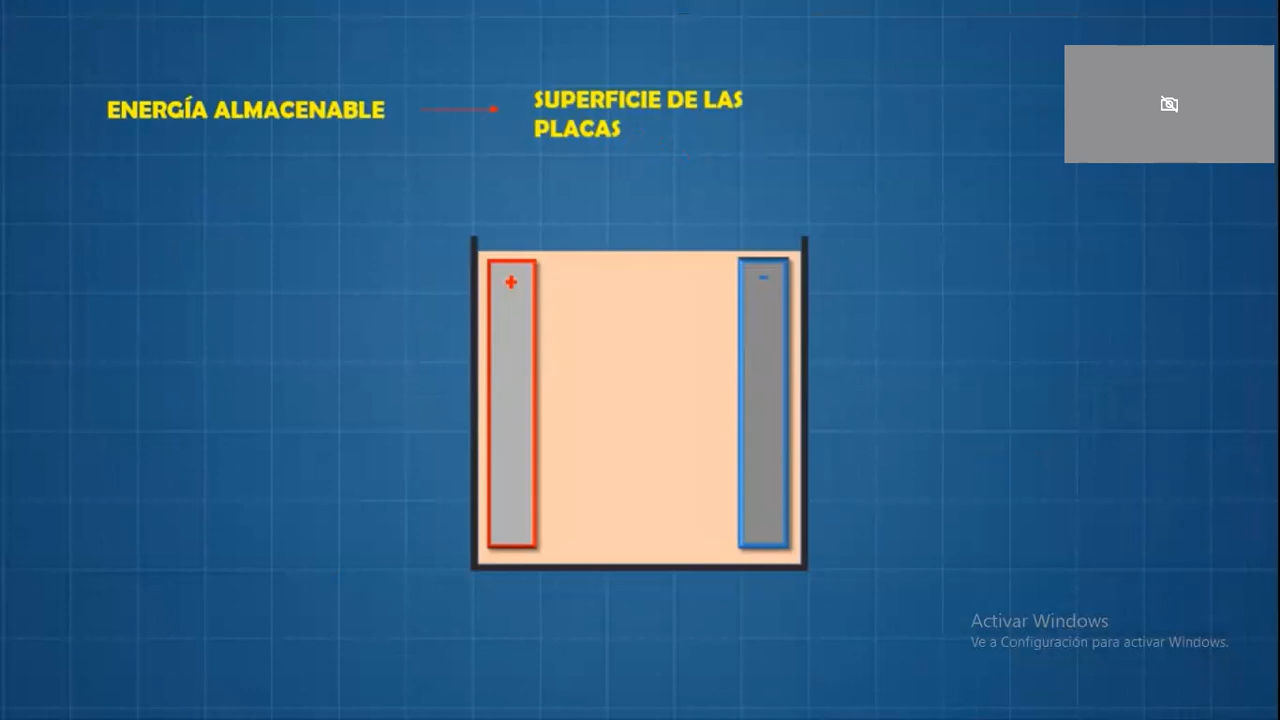 ENERGÍA ALMACENABLE
SUPERFICIE DE LAS
PLACAS
+
-
Activar Windows
Ve a Configuración para activar Windows.